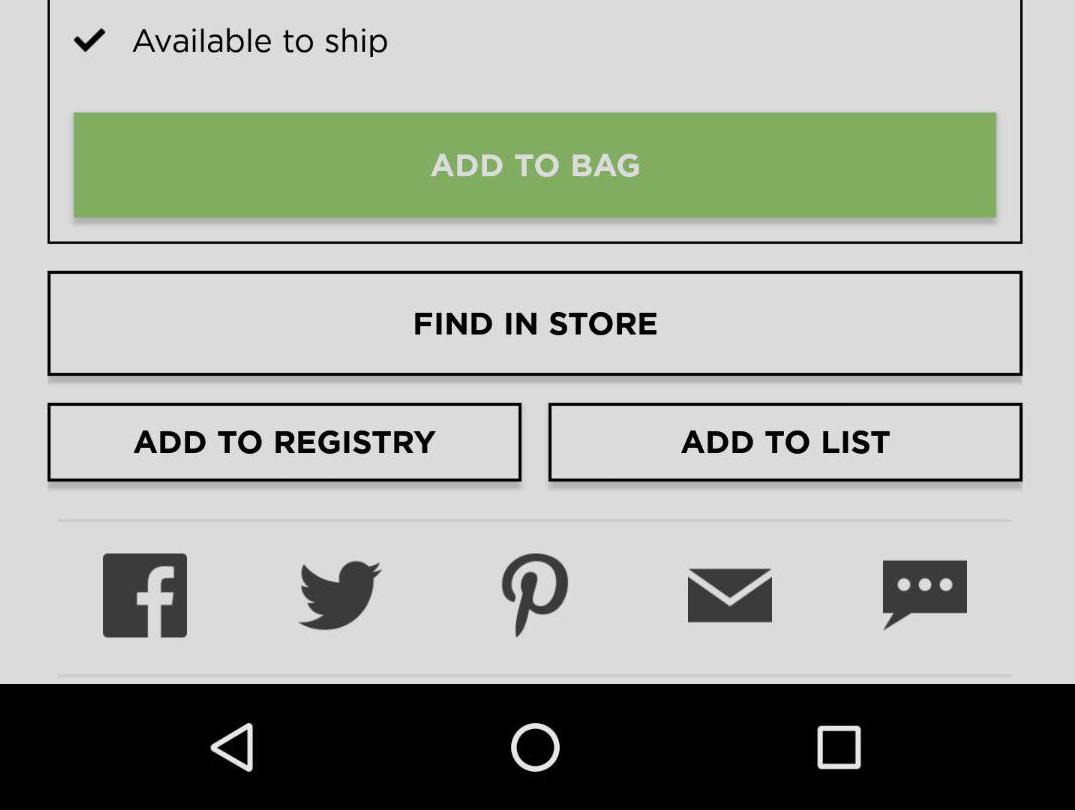 Available to ship
ADD TO BAG
FIND IN STORE
ADD TO REGISTRY
ADD TO LIST